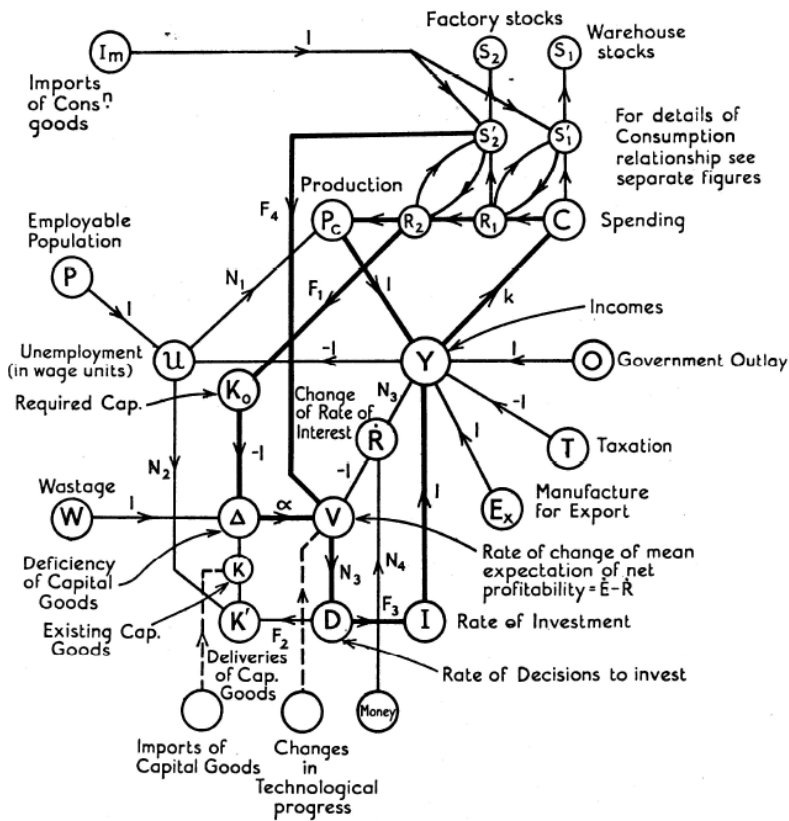 Factory stocks
Warehouse
stocks
S₂
S₁
Im
I
Imports
of Consⁿ.
goods
S₂′
S₁′
For details of
Consumption
relationship see
separate figures
Production
F₄
Pc
R₂
R₁
C
Spending
Employable
Population
P
N₁
F₁
I
k
I
Incomes
Unemployment
(in wage units)
U
-I
Y
I
O
Government Outlay
Required Cap.
K₀
Change
of Rate of
Interest
N₃
Ṙ
-I
T
Taxation
I
N₂
-I
-I
Wastage
W
I
Δ
α
V
I
Ex
Manufacture
for Export
Deficiency
of Capital
Goods
K
N₃
N₄
Rate of change of mean
expectation of net
profitability = Ė-Ṙ
Existing Cap.
Goods
K′
F₂
D
F₃
I
Rate of Investment
Deliveries
of Cap.
Goods
Rate of Decisions to invest
Money
Imports of
Capital Goods
Changes
in
Technological
progress